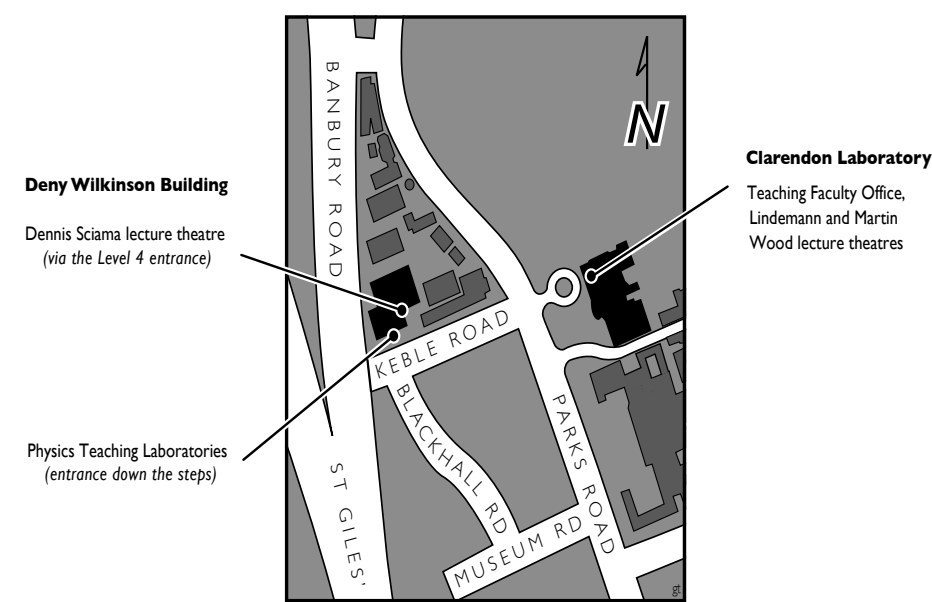 Deny Wilkinson Building
Dennis Sciama lecture theatre
(via the Level 4 entrance)
Physics Teaching Laboratories
(entrance down the steps)
BANBURY ROAD
ST GILES'
KEBLE ROAD
BLACKHALL RD
MUSEUM RD
PARKS ROAD
N
Clarendon Laboratory
Teaching Faculty Office,
Lindemann and Martin
Wood lecture theatres